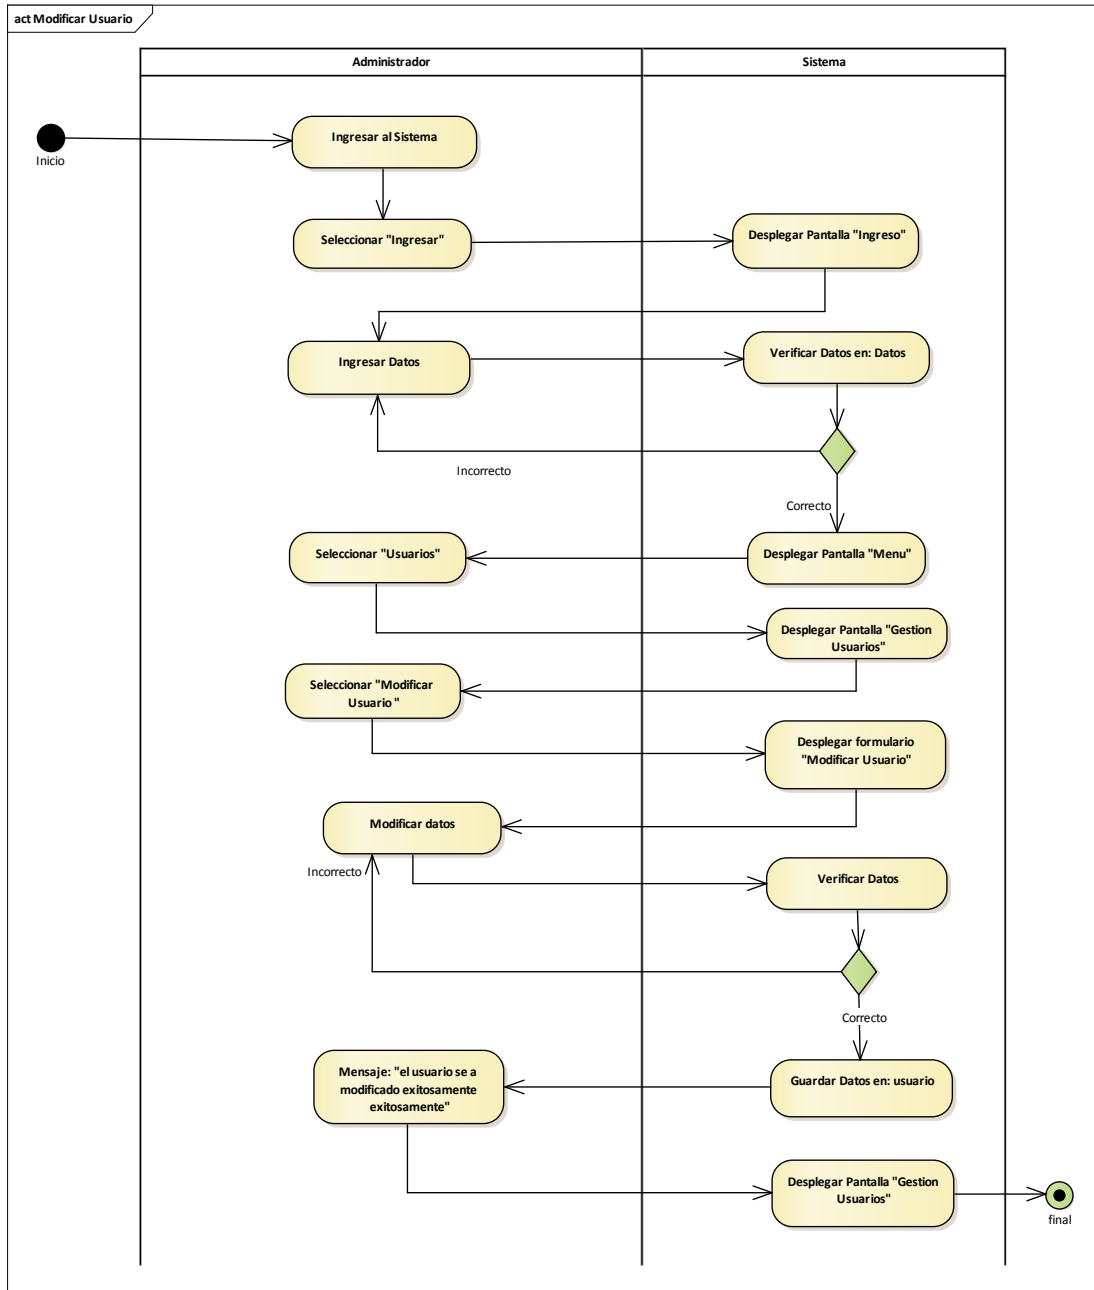 act Modificar Usuario
Administrador
Sistema
Inicio
Ingresar al Sistema
Seleccionar "Ingresar"
Desplegar Pantalla "Ingreso"
Ingresar Datos
Verificar Datos en: Datos
Incorrecto
Correcto
Seleccionar "Usuarios"
Desplegar Pantalla "Menu"
Desplegar Pantalla "Gestion
Usuarios"
Seleccionar "Modificar
Usuario "
Desplegar formulario
"Modificar Usuario"
Modificar datos
Incorrecto
Verificar Datos
Correcto
Mensaje: "el usuario se a
modificado exitosamente
exitosamente"
Guardar Datos en: usuario
Desplegar Pantalla "Gestion
Usuarios"
final